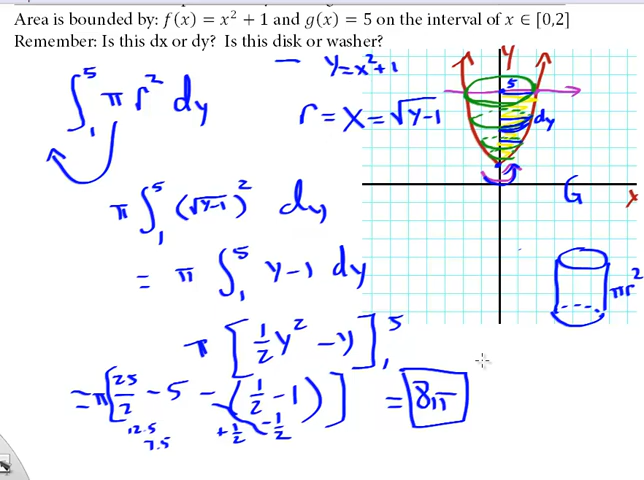 Area is bounded by: f(x) = x² + 1 and g(x) = 5 on the interval of x ∈ [0,2]
Remember: Is this dx or dy? Is this disk or washer?
∫₁⁵ π r² dy
y = x² + 1
r = x = √(y-1)
y
5
dy
x
G
πr²
π ∫₁⁵ (√(y-1))² dy
= π ∫₁⁵ y-1 dy
π [½y² - y]₁⁵
= π [25/2 - 5 - (½ - 1)] = 8π
12.5
7.5
+½ -½